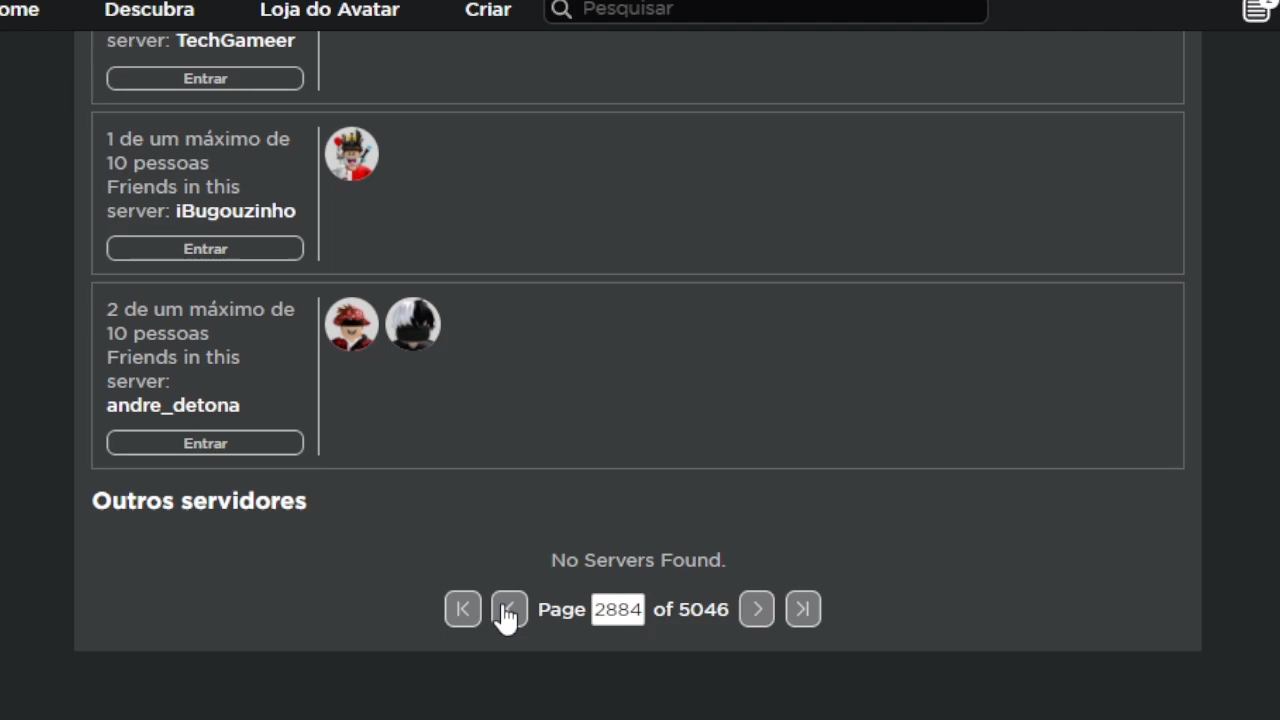 ome Descubra Loja do Avatar Criar Pesquisar
server: TechGameer
Entrar
1 de um máximo de
10 pessoas
Friends in this
server: iBugouzinho
Entrar
2 de um máximo de
10 pessoas
Friends in this
server:
andre_detona
Entrar
Outros servidores
No Servers Found.
Page 2884 of 5046